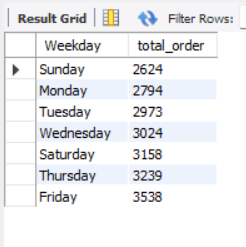 Result Grid Filter Rows:
Weekday total_order
Sunday 2624
Monday 2794
Tuesday 2973
Wednesday 3024
Saturday 3158
Thursday 3239
Friday 3538